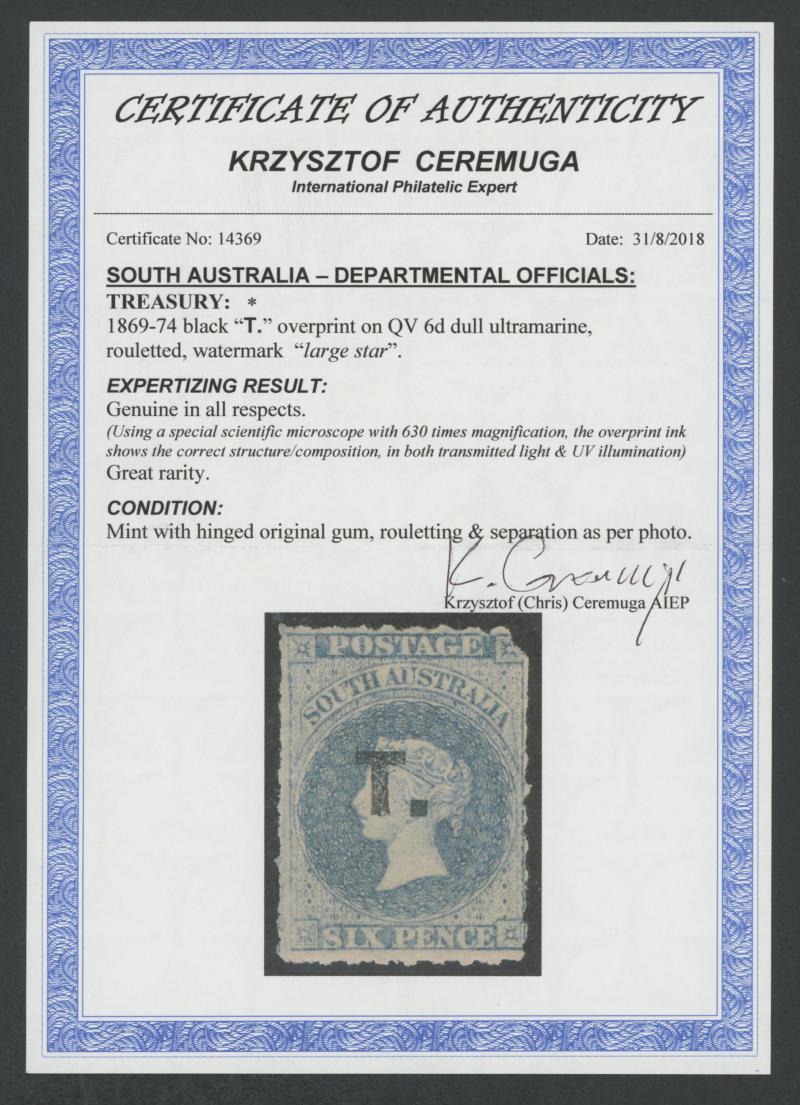 CERTIFICATE OF AUTHENTICITY
KRZYSZTOF CEREMUGA
International Philatelic Expert
Certificate No: 14369 Date: 31/8/2018
SOUTH AUSTRALIA – DEPARTMENTAL OFFICIALS:
TREASURY: *
1869-74 black “T.” overprint on QV 6d dull ultramarine,
rouletted, watermark “large star”.
EXPERTIZING RESULT:
Genuine in all respects.
(Using a special scientific microscope with 630 times magnification, the overprint ink
shows the correct structure/composition, in both transmitted light & UV illumination)
Great rarity.
CONDITION:
Mint with hinged original gum, rouletting & separation as per photo.
K. Ceremuga
Krzysztof (Chris) Ceremuga AIEP
POSTAGE
SOUTH AUSTRALIA
T.
SIX PENCE